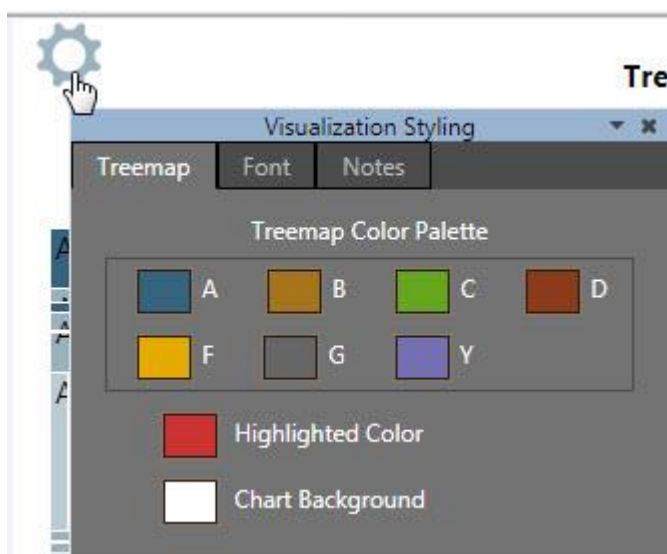 Tre
Visualization Styling
Treemap Font Notes
Treemap Color Palette
A B C D
F G Y
Highlighted Color
Chart Background
A
A
A